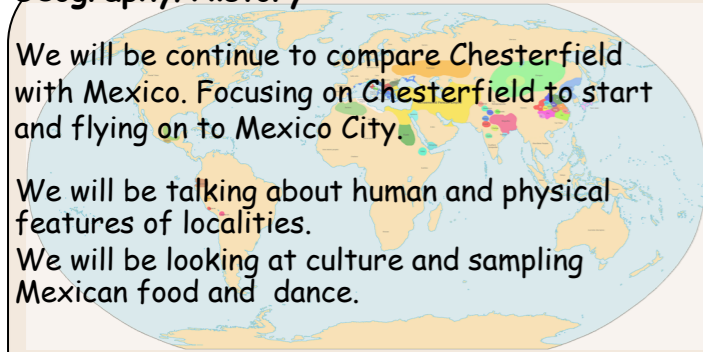 Geography/History
We will be continue to compare Chesterfield
with Mexico. Focusing on Chesterfield to start
and flying on to Mexico City.
We will be talking about human and physical
features of localities.
We will be looking at culture and sampling
Mexican food and  dance.